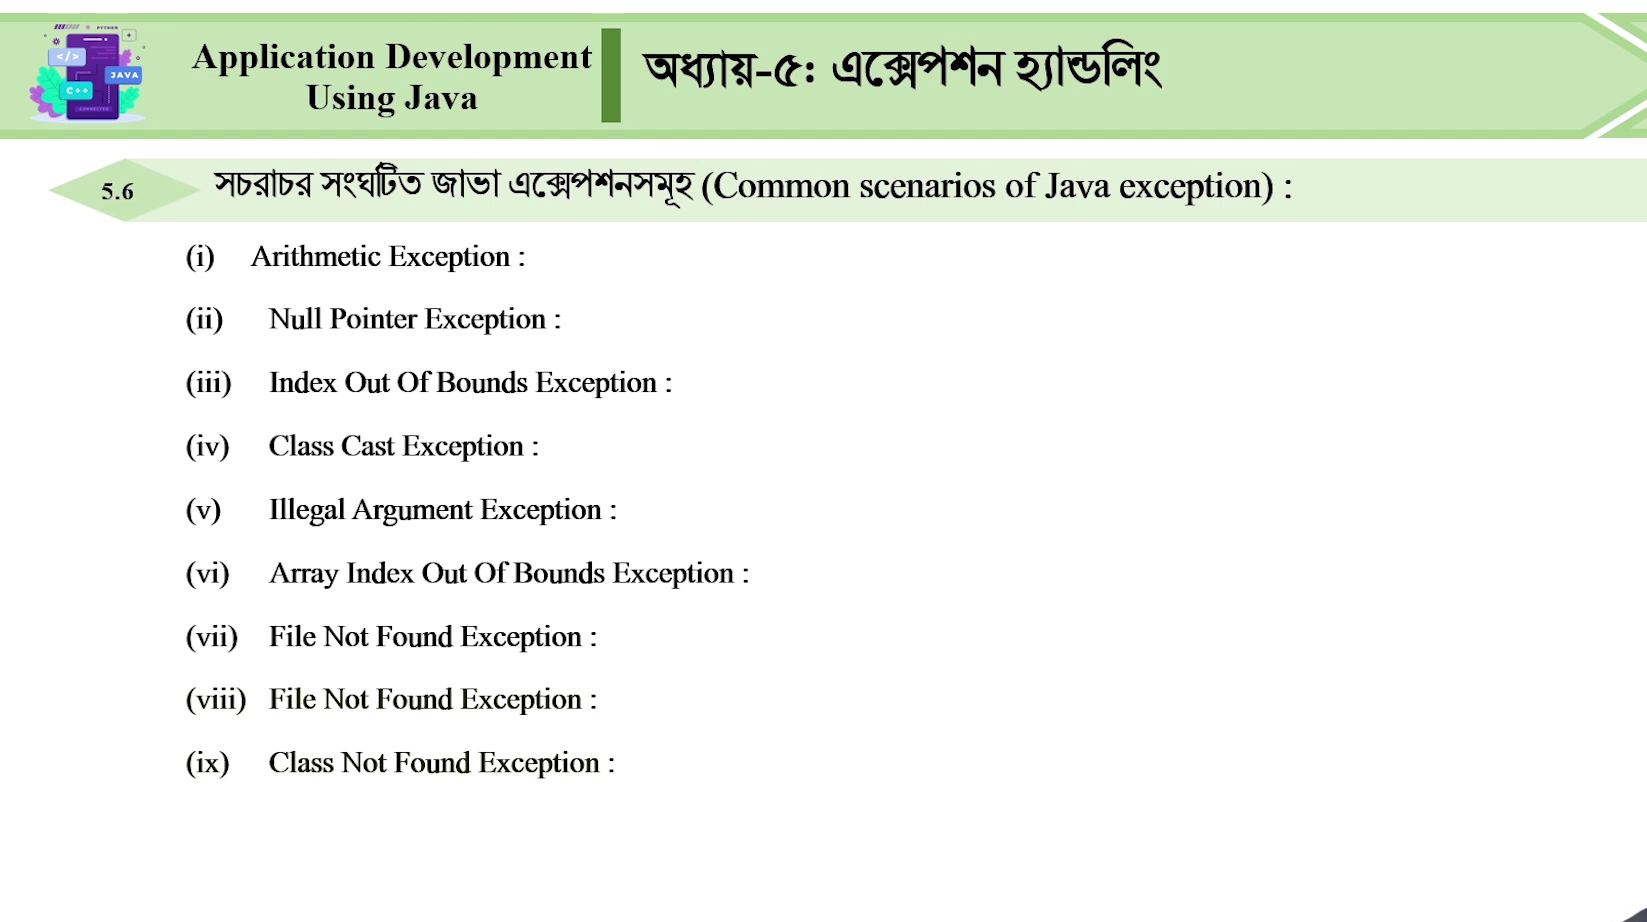 Application Development
Using Java
অধ্যায়-৫: এক্সেপশন হ্যান্ডলিং
</>
PYTHON
JAVA
C++
5.6
সচরাচর সংঘটিত জাভা এক্সেপশনসমূহ (Common scenarios of Java exception) :
(i) Arithmetic Exception :
(ii) Null Pointer Exception :
(iii) Index Out Of Bounds Exception :
(iv) Class Cast Exception :
(v) Illegal Argument Exception :
(vi) Array Index Out Of Bounds Exception :
(vii) File Not Found Exception :
(viii) File Not Found Exception :
(ix) Class Not Found Exception :